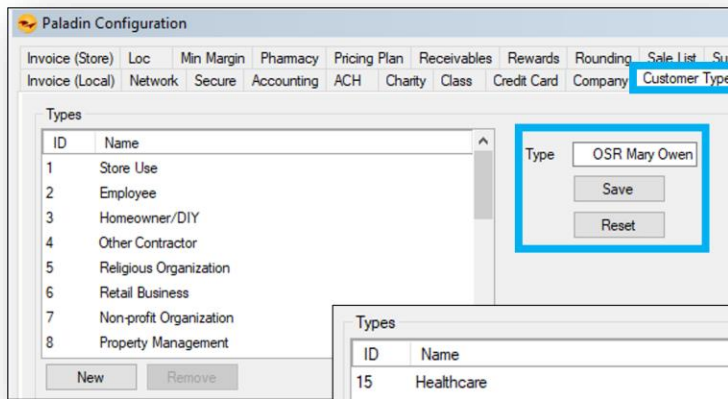 Paladin Configuration
Invoice (Store) Loc Min Margin Pharmacy Pricing Plan Receivables Rewards Rounding Sale List Su
Invoice (Local) Network Secure Accounting ACH Charity Class Credit Card Company Customer Type
Types
ID Name
1 Store Use
2 Employee
3 Homeowner/DIY
4 Other Contractor
5 Religious Organization
6 Retail Business
7 Non-profit Organization
8 Property Management
New Remove
Type OSR Mary Owen
Save
Reset
Types
ID Name
15 Healthcare